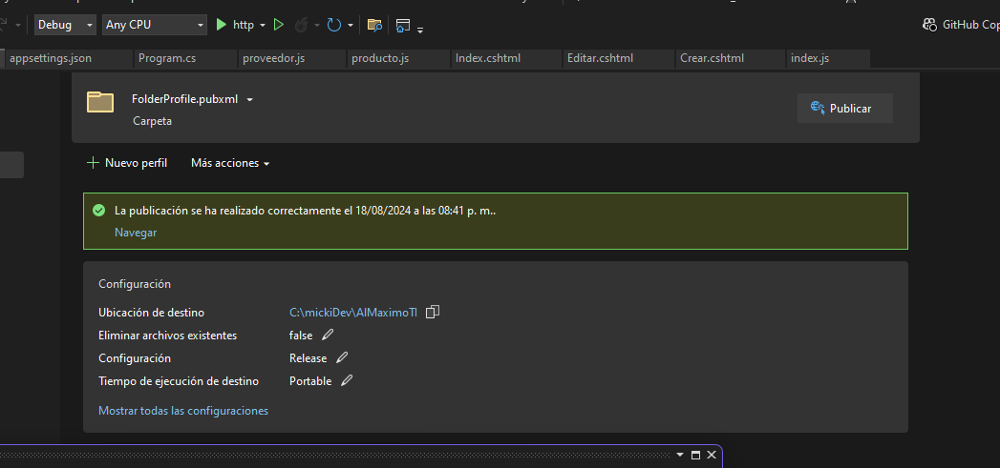 Debug Any CPU http GitHub Cop
appsettings.json Program.cs proveedor.js producto.js Index.cshtml Editar.cshtml Crear.cshtml index.js
FolderProfile.pubxml
Carpeta
Publicar
Nuevo perfil Más acciones
La publicación se ha realizado correctamente el 18/08/2024 a las 08:41 p. m..
Navegar
Configuración
Ubicación de destino C:\mickiDev\AlMaximoTI
Eliminar archivos existentes false
Configuración Release
Tiempo de ejecución de destino Portable
Mostrar todas las configuraciones